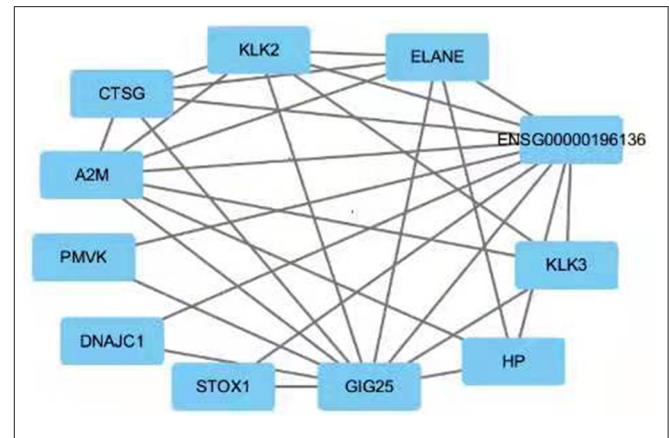 KLK2
ELANE
CTSG
ENSG00000196136
A2M
PMVK
KLK3
DNAJC1
HP
STOX1
GIG25